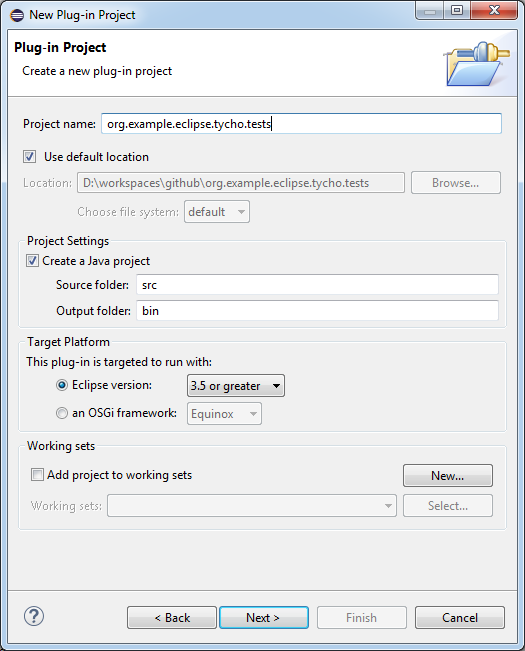 New Plug-in Project
Plug-in Project
Create a new plug-in project
Project name: org.example.eclipse.tycho.tests
Use default location
Location: D:\workspaces\github\org.example.eclipse.tycho.tests Browse...
Choose file system: default
Project Settings
Create a Java project
Source folder: src
Output folder: bin
Target Platform
This plug-in is targeted to run with:
Eclipse version: 3.5 or greater
an OSGi framework: Equinox
Working sets
Add project to working sets New...
Working sets: Select...
? < Back Next > Finish Cancel